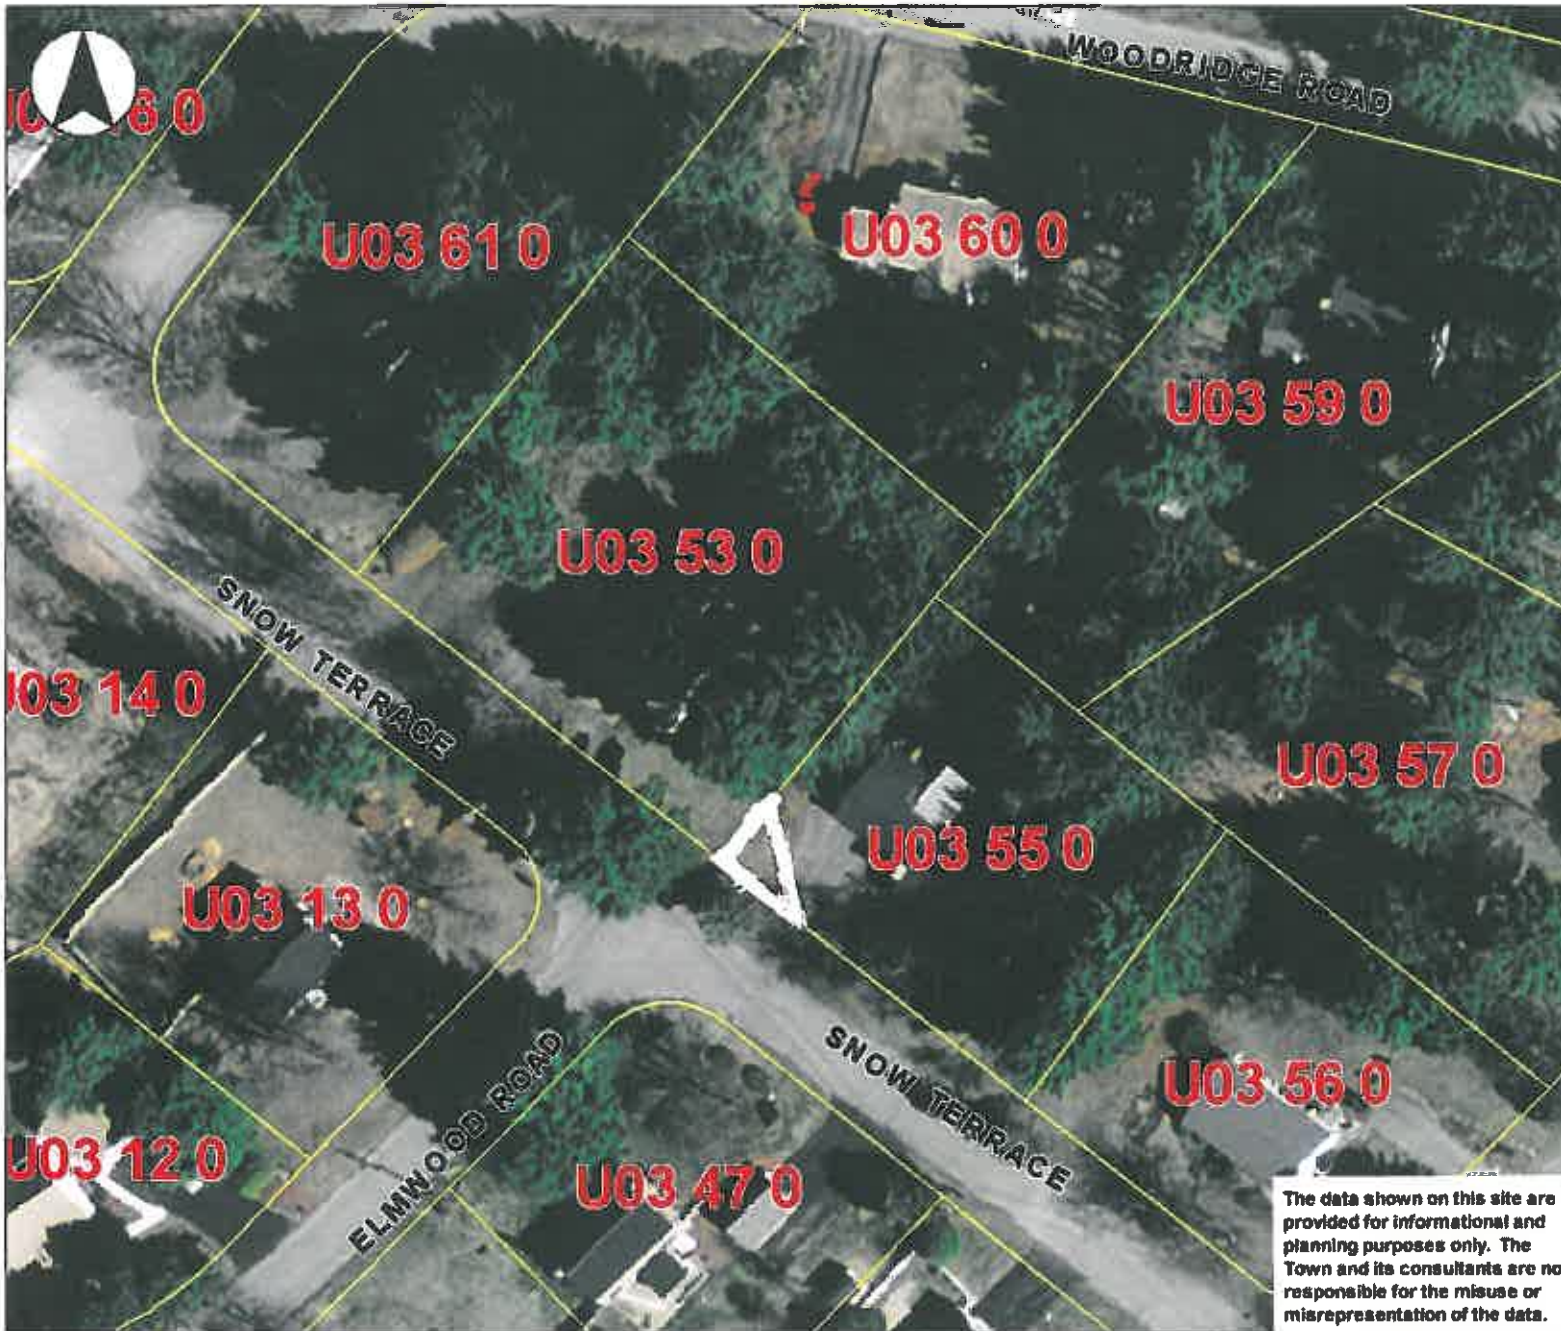 WOODRIDGE ROAD
6 0
U03 61 0
U03 60 0
U03 59 0
U03 53 0
SNOW TERRACE
U03 14 0
U03 57 0
U03 55 0
U03 13 0
SNOW TERRACE
ELMWOOD ROAD
U03 56 0
U03 12 0
U03 47 0
The data shown on this site are
provided for informational and
planning purposes only. The
Town and its consultants are no
responsible for the misuse or
misrepresentation of the data.